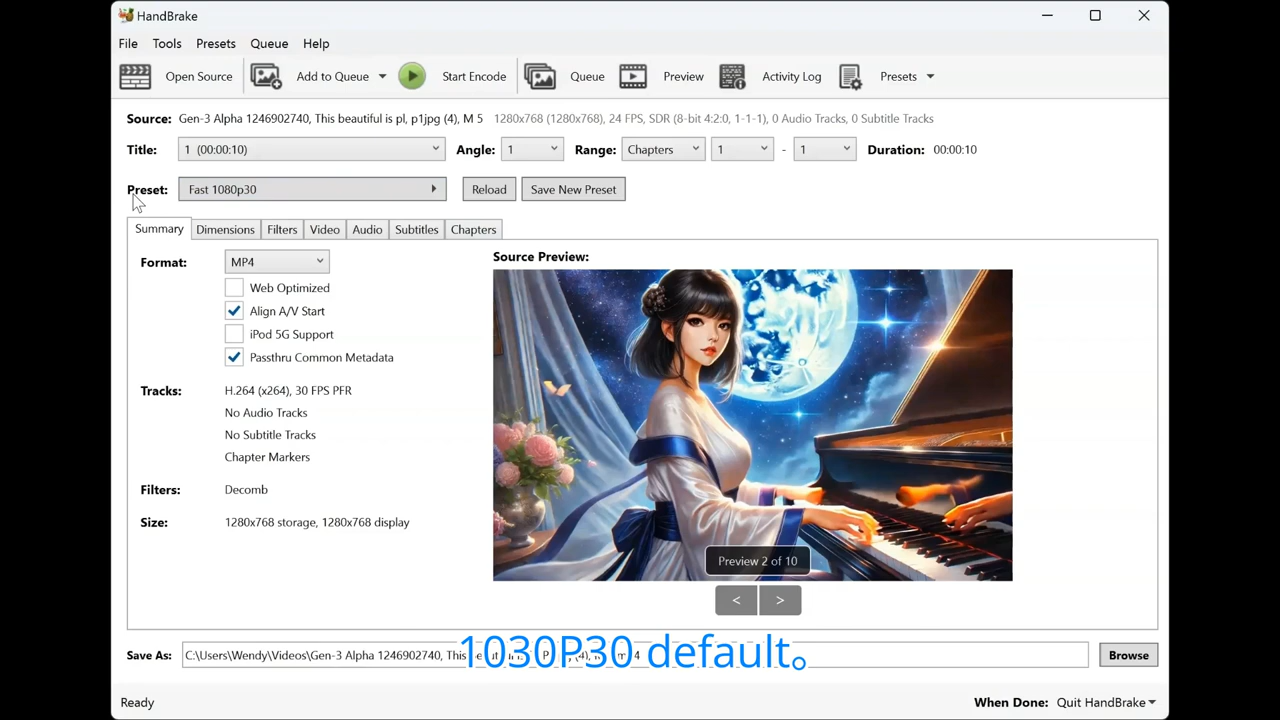 HandBrake
File Tools Presets Queue Help
Open Source Add to Queue Start Encode Queue Preview Activity Log Presets
Source: Gen-3 Alpha 1246902740, This beautiful is pl, p1jpg (4), M 5 1280x768 (1280x768), 24 FPS, SDR (8-bit 4:2:0, 1-1-1), 0 Audio Tracks, 0 Subtitle Tracks
Title: 1 (00:00:10) Angle: 1 Range: Chapters 1 - 1 Duration: 00:00:10
Preset: Fast 1080p30 Reload Save New Preset
Summary Dimensions Filters Video Audio Subtitles Chapters
Format: MP4 Source Preview:
Web Optimized
Align A/V Start
iPod 5G Support
Passthru Common Metadata
Tracks: H.264 (x264), 30 FPS PFR
No Audio Tracks
No Subtitle Tracks
Chapter Markers
Filters: Decomb
Size: 1280x768 storage, 1280x768 display
Preview 2 of 10
< >
1030P30 default。
Save As: C:\Users\Wendy\Videos\Gen-3 Alpha 1246902740, This Browse
Ready When Done: Quit HandBrake